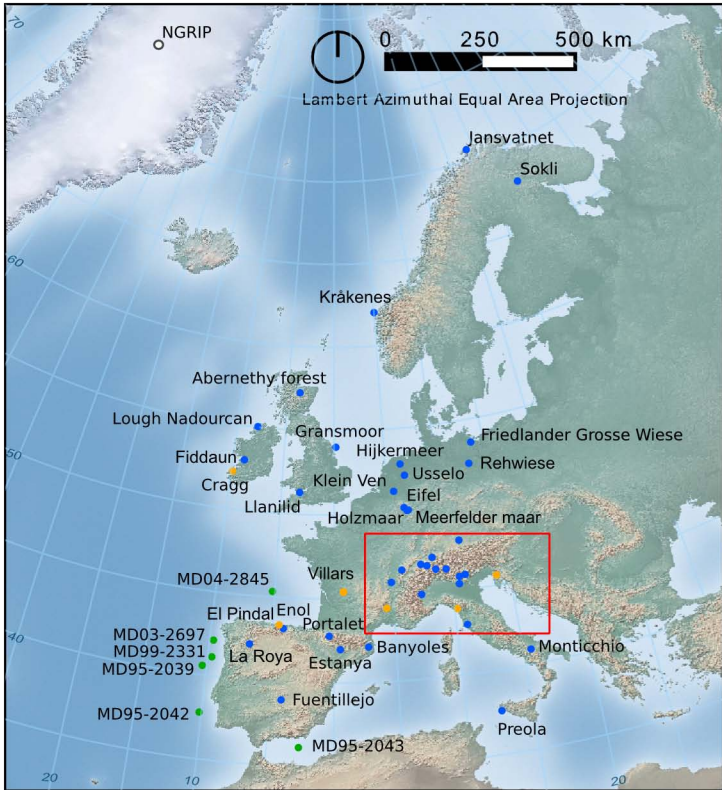 70
NGRIP
0 250 500 km
Lambert Azimuthal Equal Area Projection
Jansvatnet
Sokli
60
Kråkenes
Abernethy forest
Lough Nadourcan
Gransmoor
Friedlander Grosse Wiese
Hijkermeer
Fiddaun
Rehwiese
Usselo
Cragg
Klein Ven
50
Eifel
Llanilid
Holzmaar
Meerfelder maar
Villars
MD04-2845
El Pindal
Enol
Portalet
MD03-2697
40
MD99-2331
La Roya
Banyoles
Monticchio
MD95-2039
Estanya
Fuentillejo
MD95-2042
Preola
MD95-2043
20
10
0
10
20